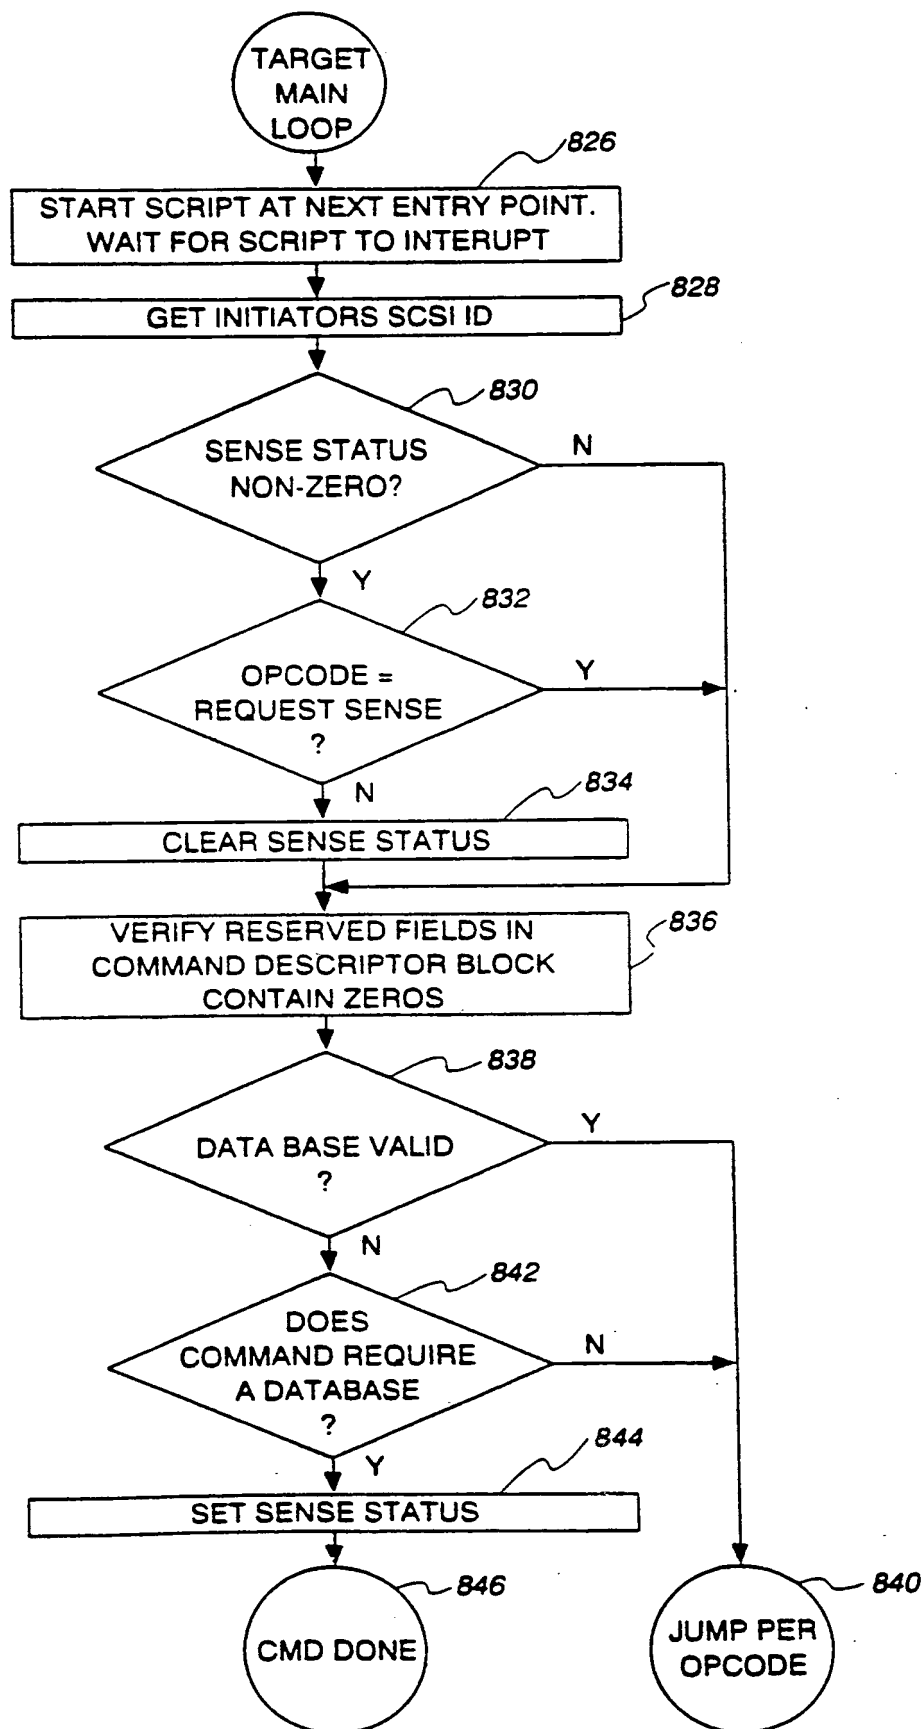 TARGET
MAIN
LOOP
826
START SCRIPT AT NEXT ENTRY POINT.
WAIT FOR SCRIPT TO INTERUPT
828
GET INITIATORS SCSI ID
830
SENSE STATUS
NON-ZERO?
N
Y
832
OPCODE =
REQUEST SENSE
?
Y
N
834
CLEAR SENSE STATUS
VERIFY RESERVED FIELDS IN
COMMAND DESCRIPTOR BLOCK
CONTAIN ZEROS
836
838
DATA BASE VALID
?
Y
N
842
DOES
COMMAND REQUIRE
A DATABASE
?
N
Y
844
SET SENSE STATUS
846
CMD DONE
840
JUMP PER
OPCODE